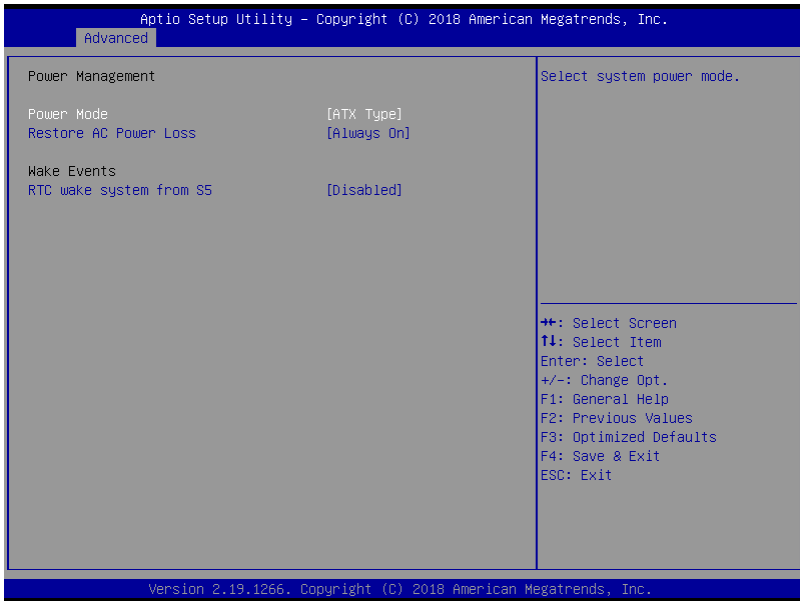 Aptio Setup Utility – Copyright (C) 2018 American Megatrends, Inc.
Advanced
Power Management
Power Mode [ATX Type]
Restore AC Power Loss [Always On]
Wake Events
RTC wake system from S5 [Disabled]
Select system power mode.
→←: Select Screen
↑↓: Select Item
Enter: Select
+/-: Change Opt.
F1: General Help
F2: Previous Values
F3: Optimized Defaults
F4: Save & Exit
ESC: Exit
Version 2.19.1266. Copyright (C) 2018 American Megatrends, Inc.